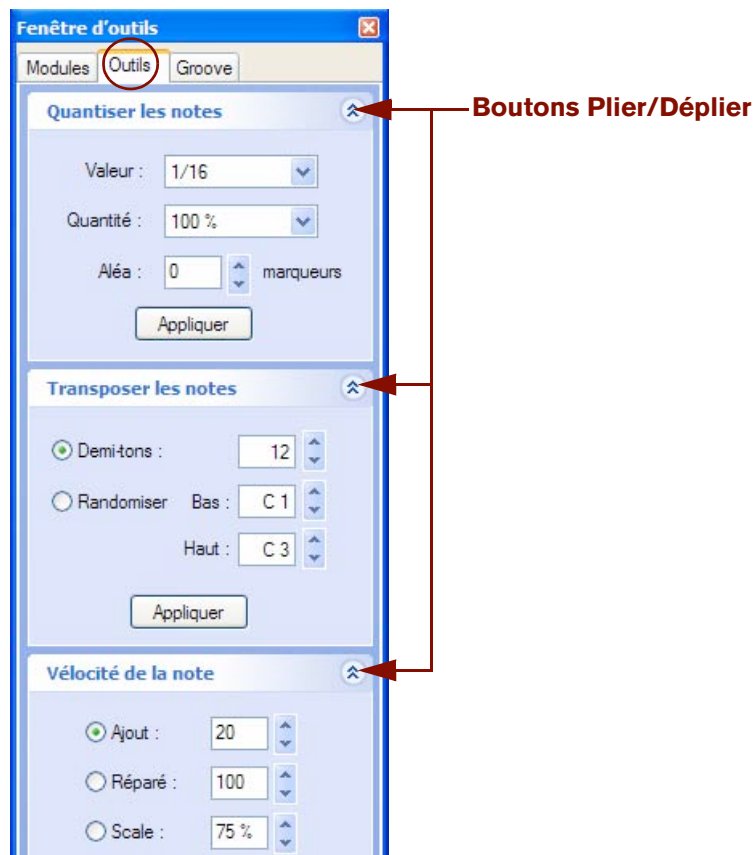 Fenêtre d'outils
Modules Outils Groove
Quantiser les notes
Boutons Plier/Déplier
Valeur : 1/16
Quantité : 100 %
Aléa : 0 marqueurs
Appliquer
Transposer les notes
Demi-tons : 12
Randomiser Bas : C 1
Haut : C 3
Appliquer
Vélocité de la note
Ajout : 20
Réparé : 100
Scale : 75 %